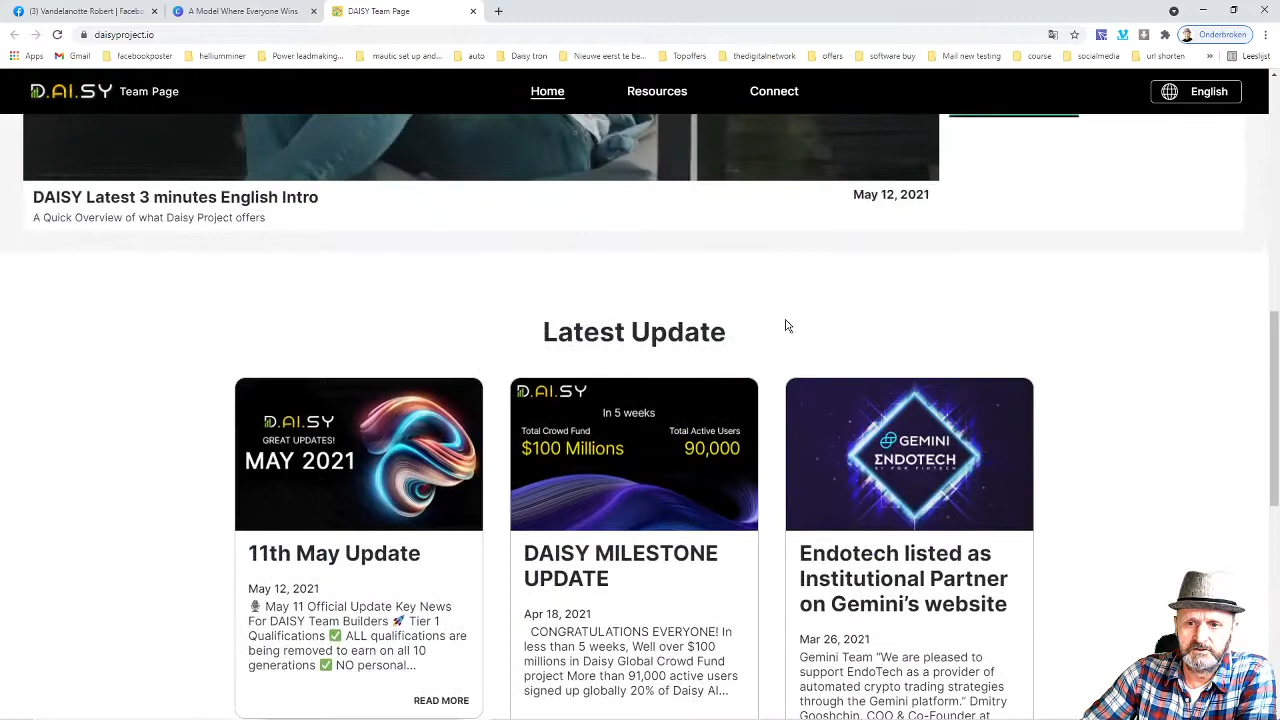 (3) Vandelanotte Robert | Facebo
A Model Where Everyone Wins
DAISY Team Page
daisyproject.io
Onderbroken
Apps
Gmail
facebookposter
helliumminer
Power leadmaking...
mautic set up and...
auto
Daisy tron
Nieuwe eerst te be...
Topoffers
thedigitalnetwork
offers
software buy
Mail new testing
course
socialmedia
url shorten
Leeslijst
D.AI.SY Team Page
Home
Resources
Connect
English
DAISY Latest 3 minutes English Intro
May 12, 2021
A Quick Overview of what Daisy Project offers
Latest Update
D.AI.SY
GREAT UPDATES!
MAY 2021
11th May Update
May 12, 2021
🎙 May 11 Official Update Key News
For DAISY Team Builders 🚀 Tier 1
Qualifications ✅ ALL qualifications are
being removed to earn on all 10
generations ✅ NO personal...
READ MORE
D.AI.SY
In 5 weeks
Total Crowd Fund
Total Active Users
$100 Millions
90,000
DAISY MILESTONE
UPDATE
Apr 18, 2021
CONGRATULATIONS EVERYONE! In
less than 5 weeks, Well over $100
millions in Daisy Global Crowd Fund
project More than 91,000 active users
signed up globally 20% of Daisy AI...
GEMINI
ΣNDOTECH
AI FOR FINTECH
Endotech listed as
Institutional Partner
on Gemini's website
Mar 26, 2021
Gemini Team "We are pleased to
support EndoTech as a provider of
automated crypto trading strategies
through the Gemini platform." Dmitry
Gooshchin, COO & Co-Founder at